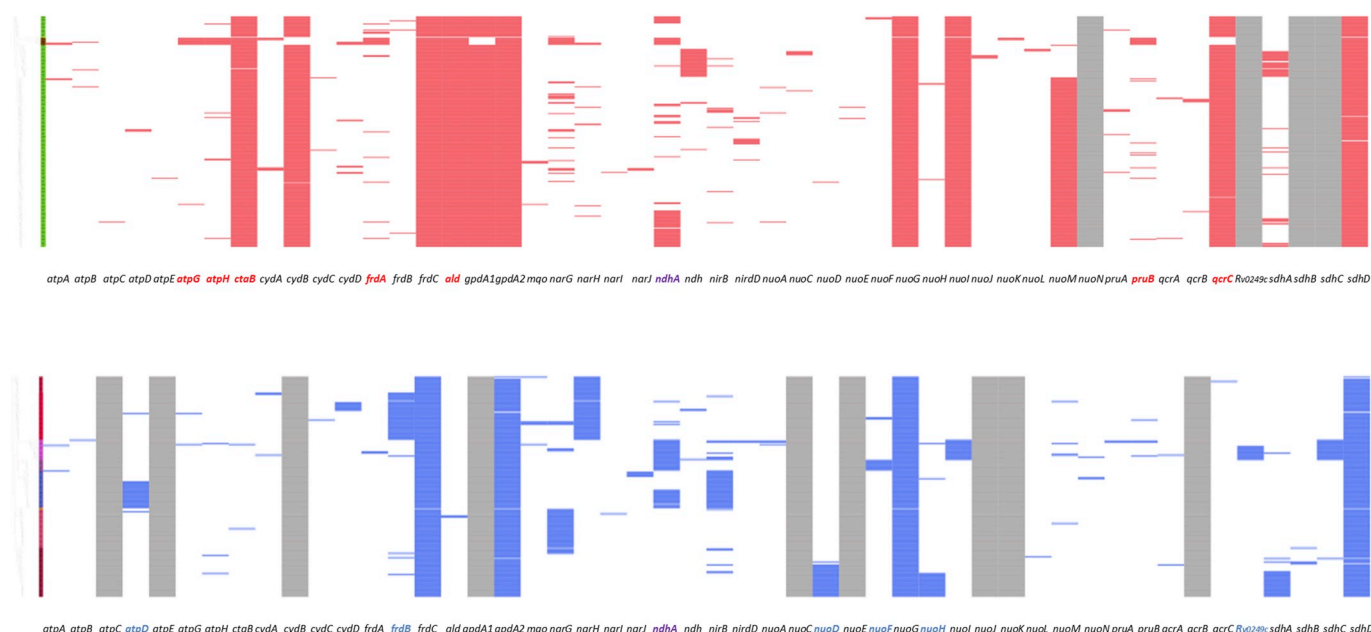 atpA atpB atpC atpD atpE atpG atpH ctaB cydA cydB cydC cydD frdA frdB frdC ald gpdA1 gpdA2 mqo narG narH narI narJ ndhA ndh nirB nirdD nuoA nuoC nuoD nuoE nuoF nuoG nuoH nuoI nuoJ nuoK nuoL nuoM nuoN pruA pruB qcrA qcrB qcrC Rv0249c sdhA sdhB sdhC sdhD
atpA atpB atpC atpD atpE atpG atpH ctaB cydA cydB cydC cydD frdA frdB frdC ald gpdA1 gpdA2 mqo narG narH narI narJ ndhA ndh nirB nirdD nuoA nuoC nuoD nuoE nuoF nuoG nuoH nuoI nuoJ nuoK nuoL nuoM nuoN pruA pruB qcrA qcrB qcrC Rv0249c sdhA sdhB sdhC sdhD